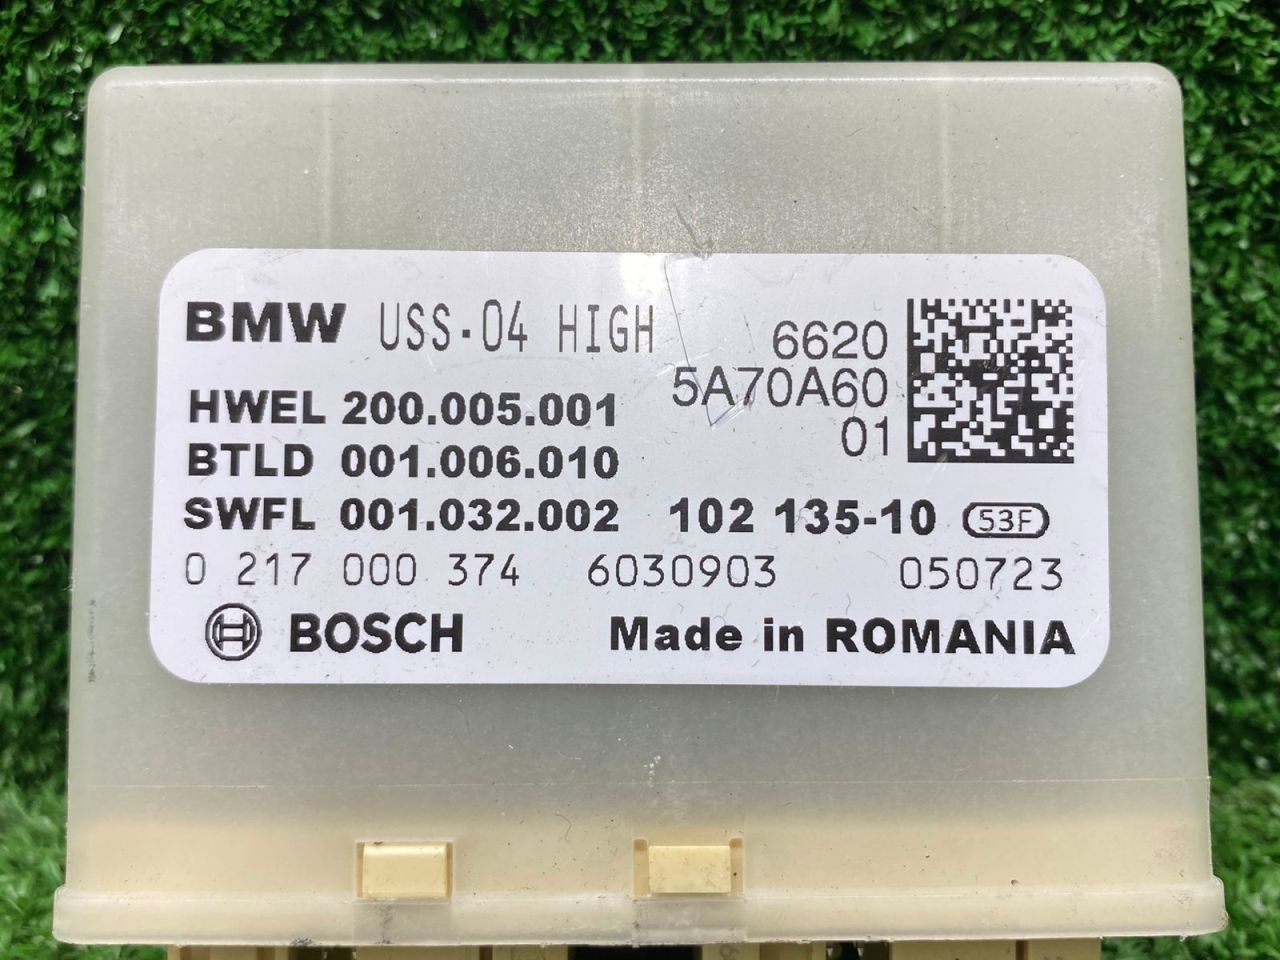 BMW USS-04 HIGH 6620
5A70A60
HWEL 200.005.001
01
BTLD 001.006.010
SWFL 001.032.002 102 135-10 53F
0 217 000 374 6030903 050723
BOSCH Made in ROMANIA